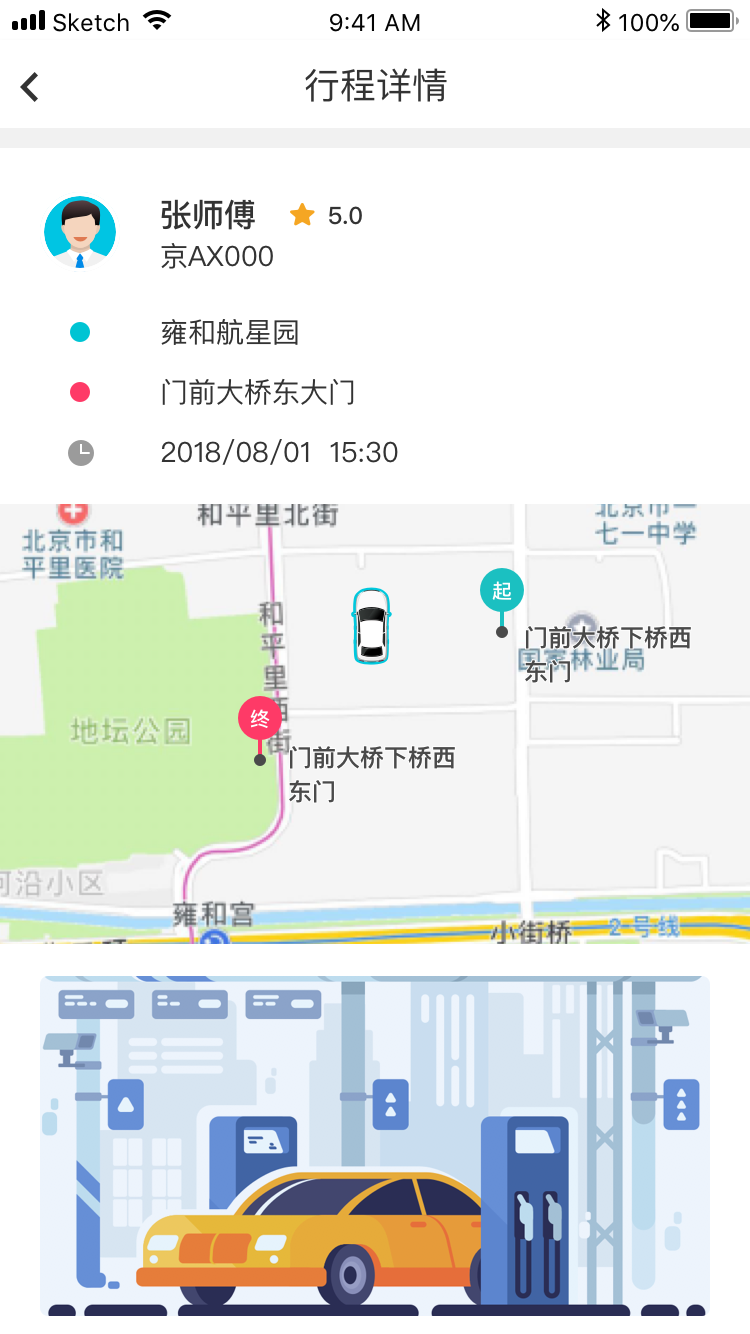 Sketch 9:41 AM 100%
行程详情
张师傅 5.0
京AX000
雍和航星园
门前大桥东大门
2018/08/01 15:30
和平里北街
北京市和
平里医院
北京市一
七一中学
和平里西街
起
门前大桥下桥西
东门
国家林业局
地坛公园
终
门前大桥下桥西
东门
河沿小区
雍和宫
小街桥
2号线